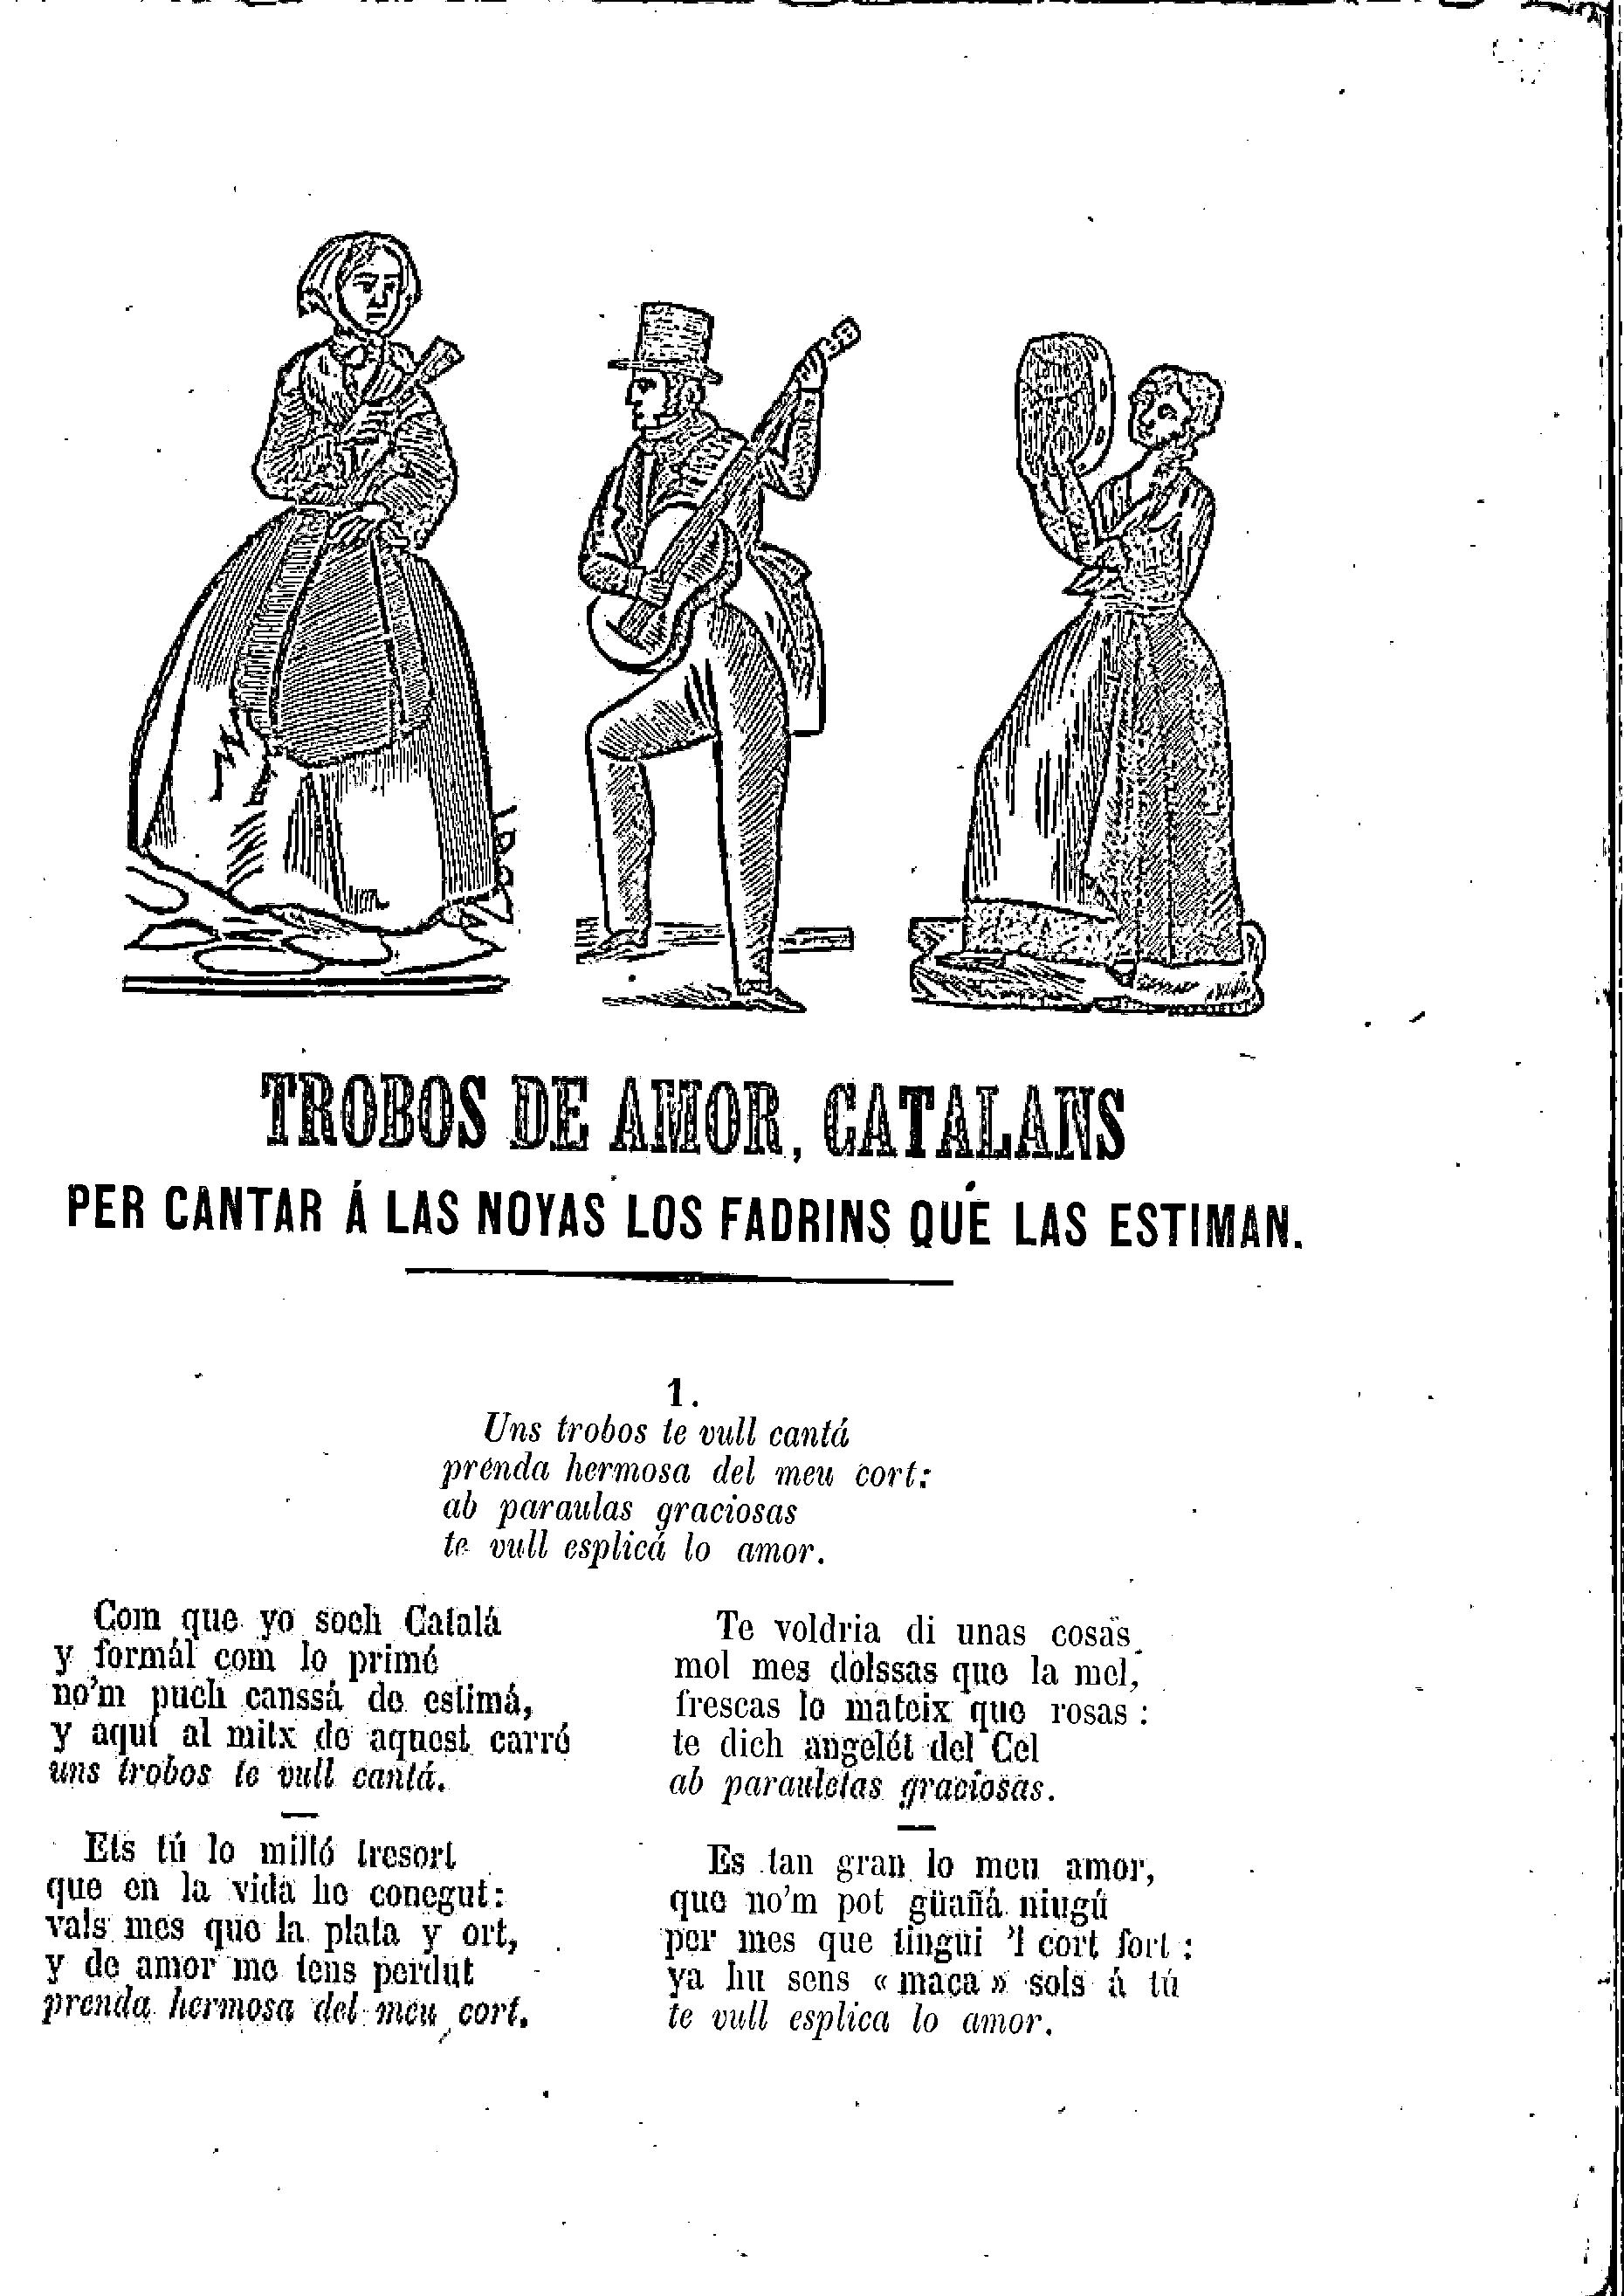 TROBOS DE AMOR, CATALANS
PER CANTAR Á LAS NOYAS LOS FADRINS QUE LAS ESTIMAN.
1.
Uns trobos te vull cantá
prenda hermosa del meu cort:
ab paraulas graciosas
te vull esplicá lo amor.
Com que yo soch Catalá
y formál com lo primé
no'm puch canssá de estimá,
y aquí al mitx de aquest carré
uns trobos te vull cantá.
Ets tú lo milló tresort
que en la vida he conegut:
vals mes que la plata y ort,
y de amor me tens perdut
prenda hermosa del meu cort.
Te voldria di unas cosas
mol mes dolssas que la mel,
frescas lo mateix que rosas:
te dich angelét del Cel
ab parauletas graciosas.
Es tan gran lo meu amor,
que no'm pot güañá ningú
per mes que tingui 'l cort fort:
ya hu sens «maca» sols á tú
te vull esplica lo amor.